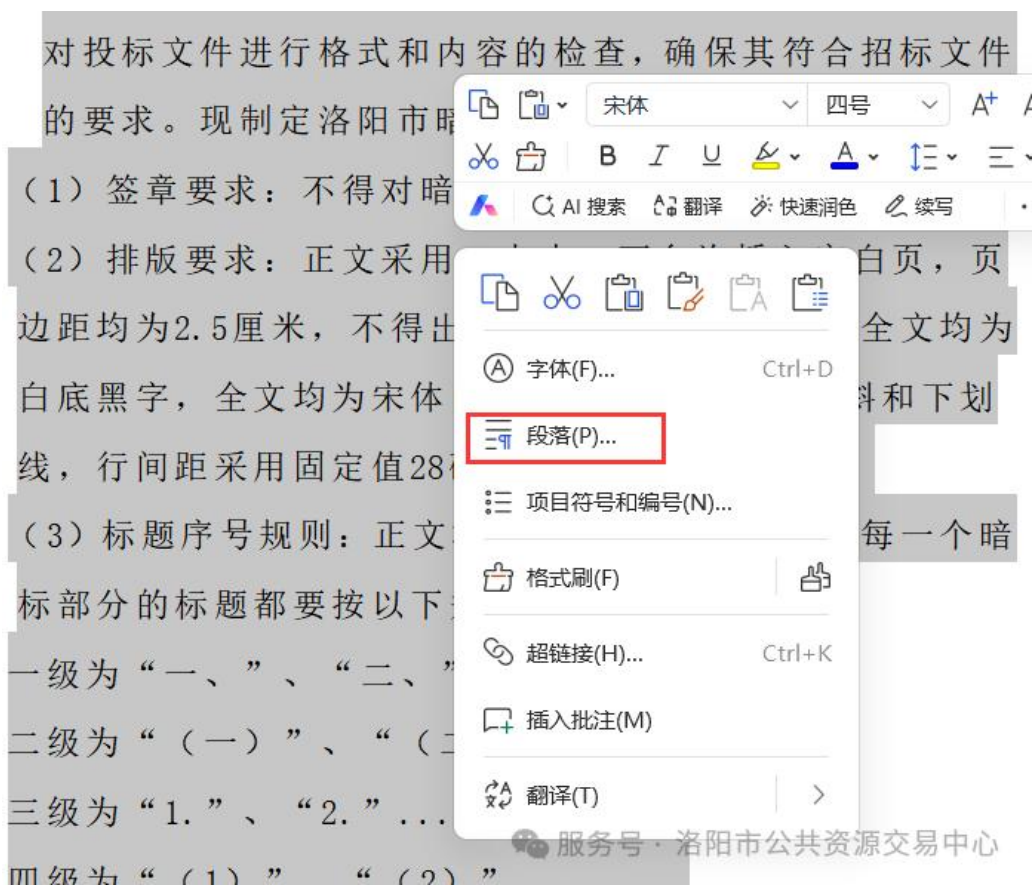 对投标文件进行格式和内容的检查，确保其符合招标文件
的要求。现制定洛阳市暗
宋体 四号 A+
B I U A
（1）签章要求：不得对暗
AI 搜索 翻译 快速润色 续写
（2）排版要求：正文采用
白页，页
边距均为2.5厘米，不得出
全文均为
字体(F)... Ctrl+D
白底黑字，全文均为宋体
斜和下划
段落(P)...
线，行间距采用固定值28
项目符号和编号(N)...
（3）标题序号规则：正文
每一个暗
格式刷(F)
标部分的标题都要按以下
超链接(H)... Ctrl+K
一级为“一、”、“二、”
插入批注(M)
二级为“（一）”、“（二
翻译(T)
三级为“1.”、“2.”...
服务号 · 洛阳市公共资源交易中心
四级为“（1）”、“（2）”